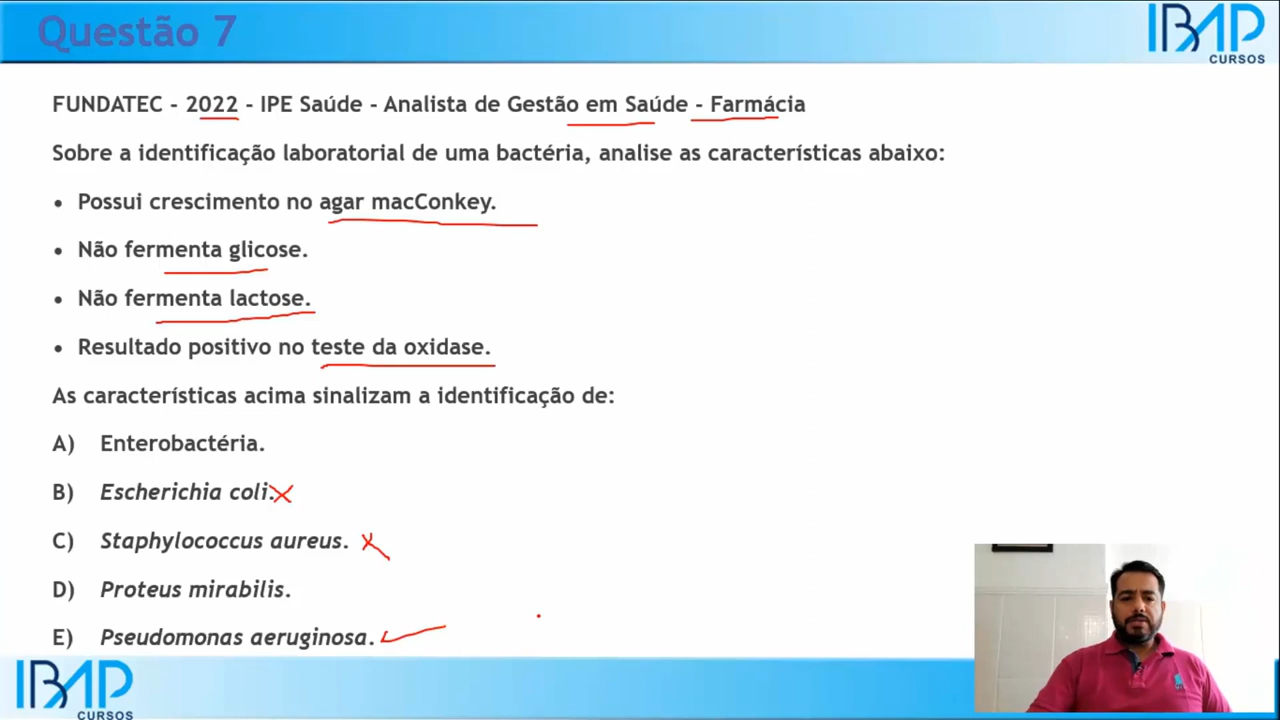 Questão 7
IBAP
CURSOS
FUNDATEC - 2022 - IPE Saúde - Analista de Gestão em Saúde - Farmácia
Sobre a identificação laboratorial de uma bactéria, analise as características abaixo:
• Possui crescimento no agar macConkey.
• Não fermenta glicose.
• Não fermenta lactose.
• Resultado positivo no teste da oxidase.
As características acima sinalizam a identificação de:
A) Enterobactéria.
B) Escherichia coli.
C) Staphylococcus aureus.
D) Proteus mirabilis.
E) Pseudomonas aeruginosa.
IBAP
CURSOS